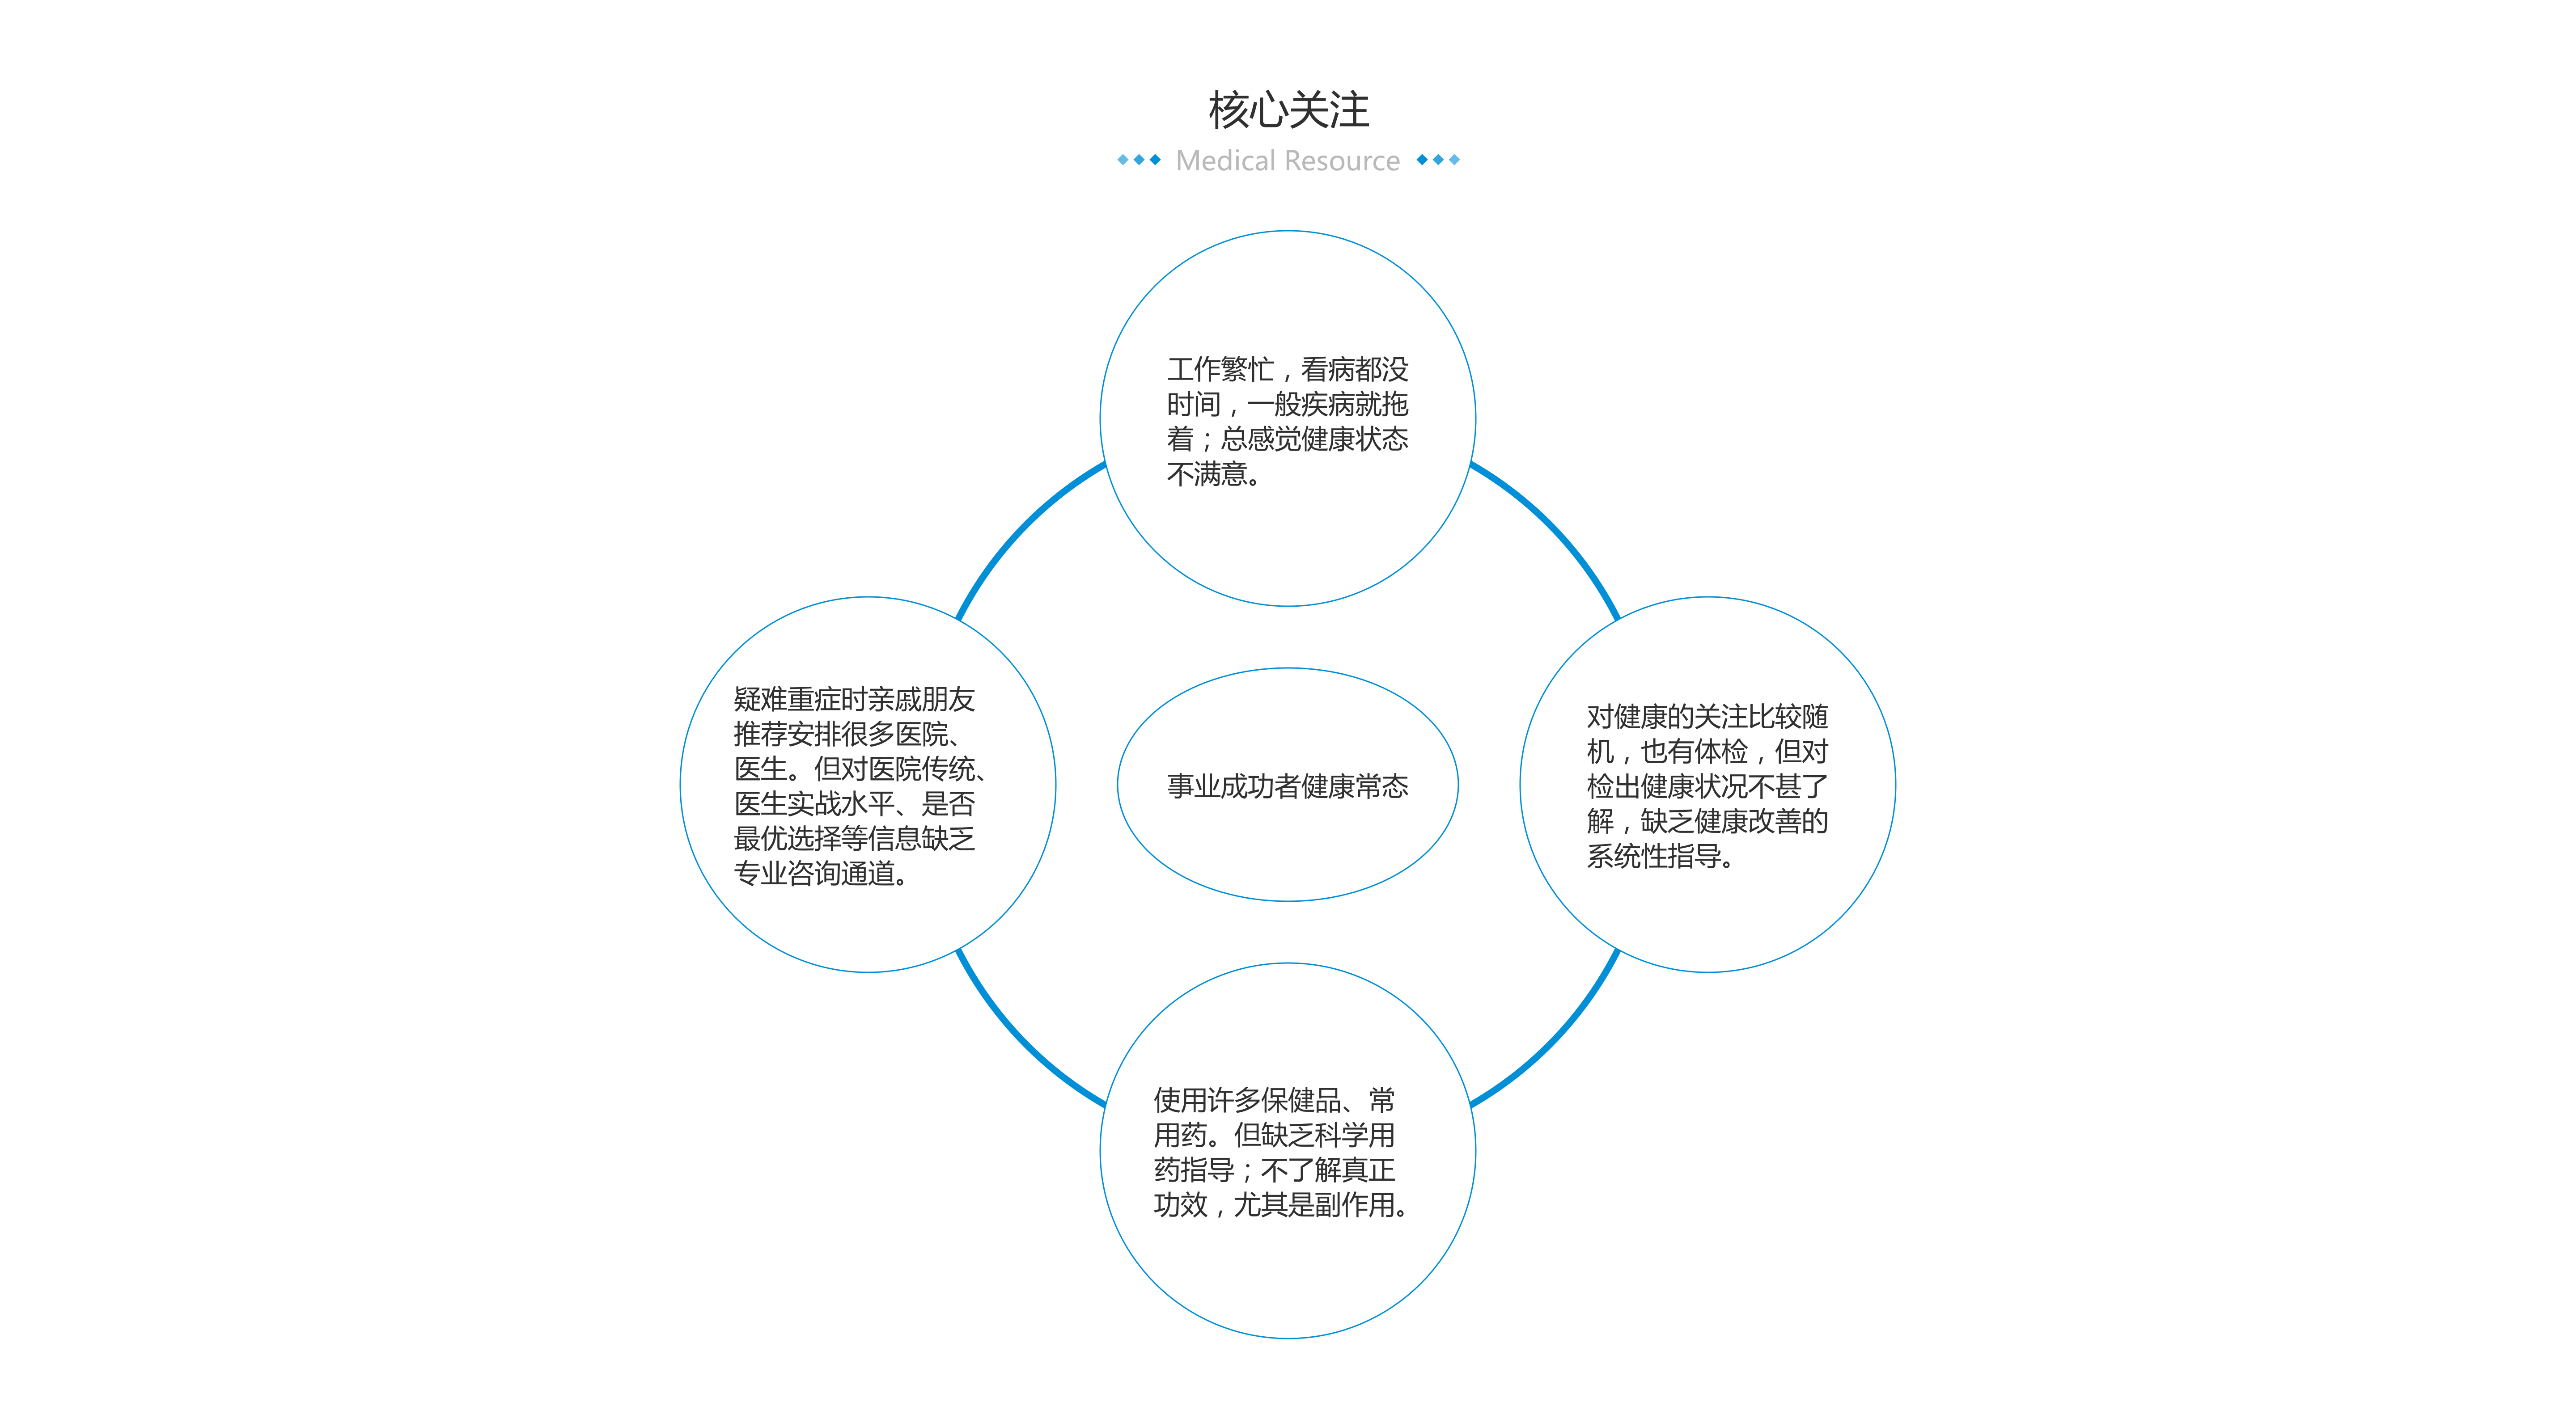 核心关注
Medical Resource
工作繁忙，看病都没
时间，一般疾病就拖
着；总感觉健康状态
不满意。
疑难重症时亲戚朋友
推荐安排很多医院、
医生。但对医院传统、
医生实战水平、是否
最优选择等信息缺乏
专业咨询通道。
事业成功者健康常态
对健康的关注比较随
机，也有体检，但对
检出健康状况不甚了
解，缺乏健康改善的
系统性指导。
使用许多保健品、常
用药。但缺乏科学用
药指导；不了解真正
功效，尤其是副作用。